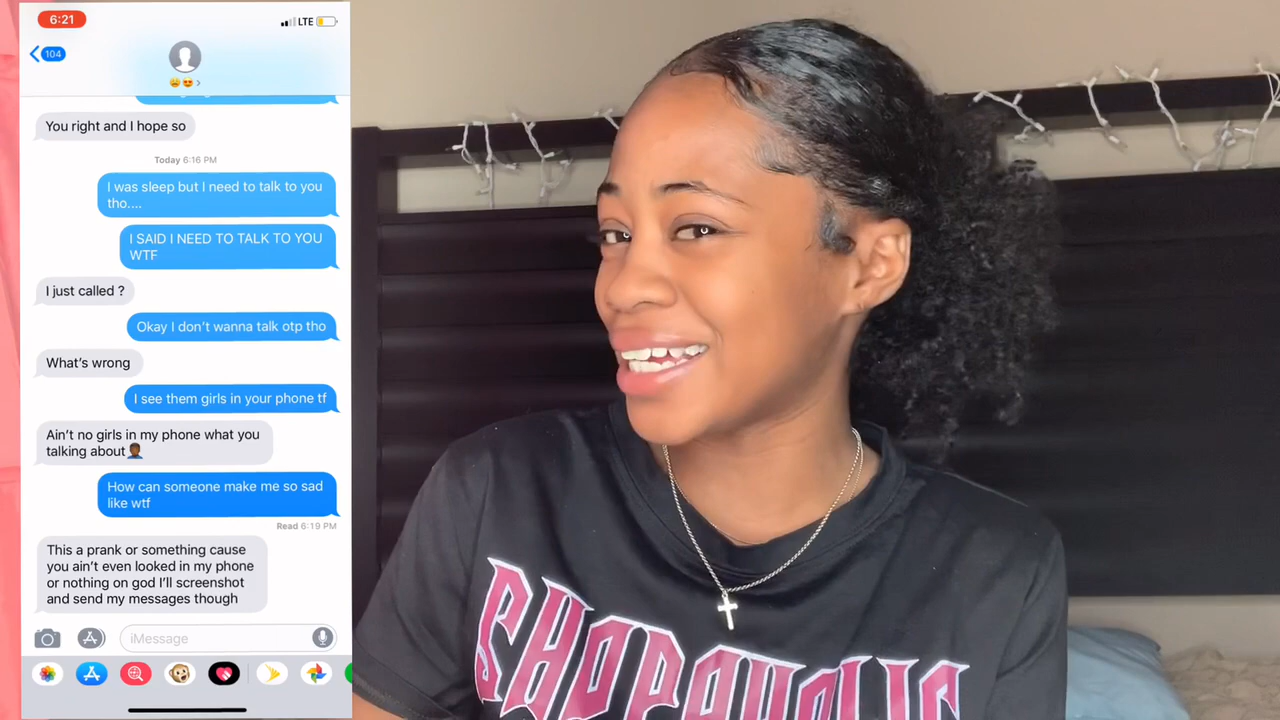 6:21
LTE
104
You right and I hope so
Today 6:16 PM
I was sleep but I need to talk to you
tho....
I SAID I NEED TO TALK TO YOU
WTF
I just called ?
Okay I don't wanna talk otp tho
What's wrong
I see them girls in your phone tf
Ain't no girls in my phone what you
talking about
How can someone make me so sad
like wtf
Read 6:19 PM
This a prank or something cause
you ain't even looked in my phone
or nothing on god I'll screenshot
and send my messages though
iMessage
SHOPAHOLIC